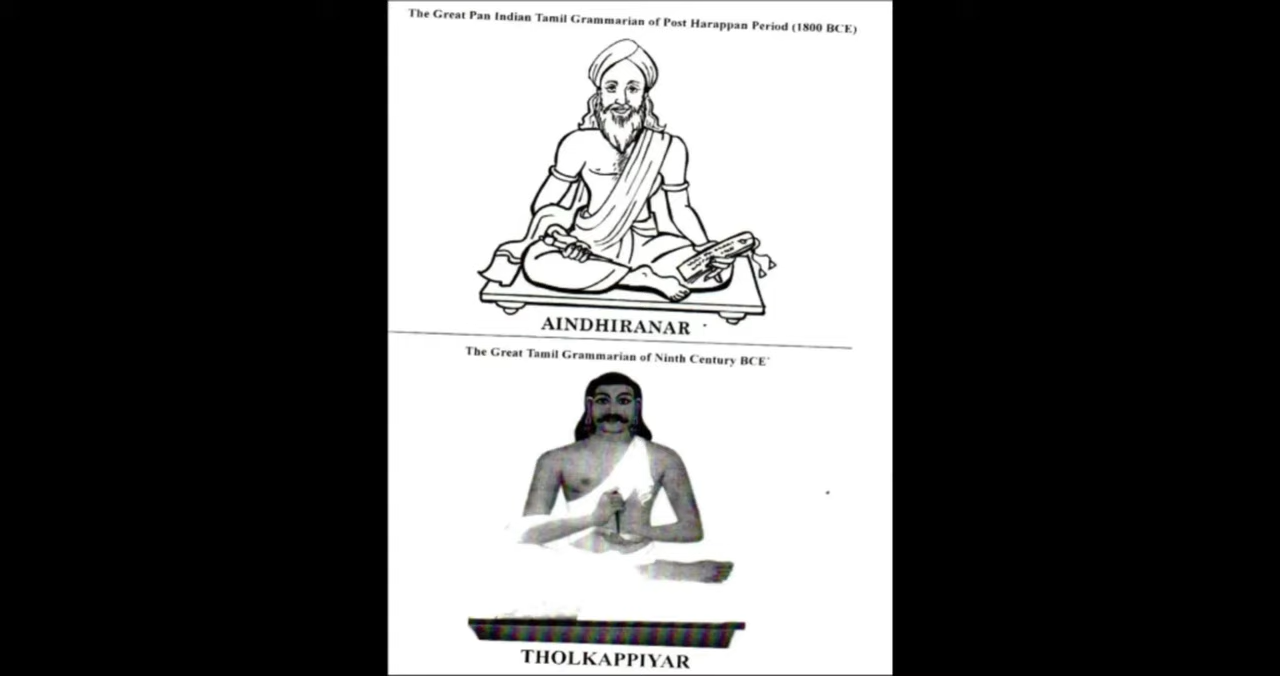 The Great Pan Indian Tamil Grammarian of Post Harappan Period (1800 BCE)
AINDHIRANAR
The Great Tamil Grammarian of Ninth Century BCE
THOLKAPPIYAR